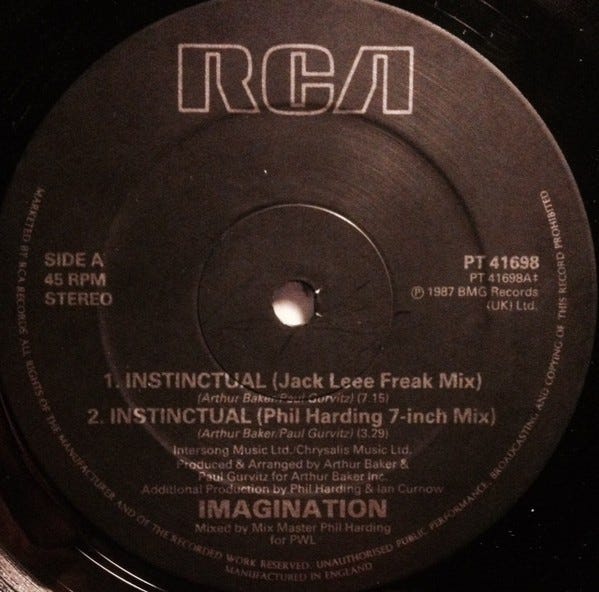 RCA
SIDE A
45 RPM
STEREO
PT 41698
PT 41698A‡
℗ 1987 BMG Records
(UK) Ltd.
1. INSTINCTUAL (Jack Leee Freak Mix)
(Arthur Baker/Paul Gurvitz) (7.15)
2. INSTINCTUAL (Phil Harding 7-inch Mix)
(Arthur Baker/Paul Gurvitz) (3.29)
Intersong Music Ltd./Chrysalis Music Ltd.
Produced & Arranged by Arthur Baker &
Paul Gurvitz for Arthur Baker Inc.
Additional Production by Phil Harding & Ian Curnow
IMAGINATION
Mixed by Mix Master Phil Harding
for PWL
MARKETED BY RCA RECORDS. ALL RIGHTS OF THE MANUFACTURER AND OF THE RECORDED WORK RESERVED. UNAUTHORISED PUBLIC PERFORMANCE, BROADCASTING AND COPYING OF THIS RECORD PROHIBITED
MANUFACTURED IN ENGLAND